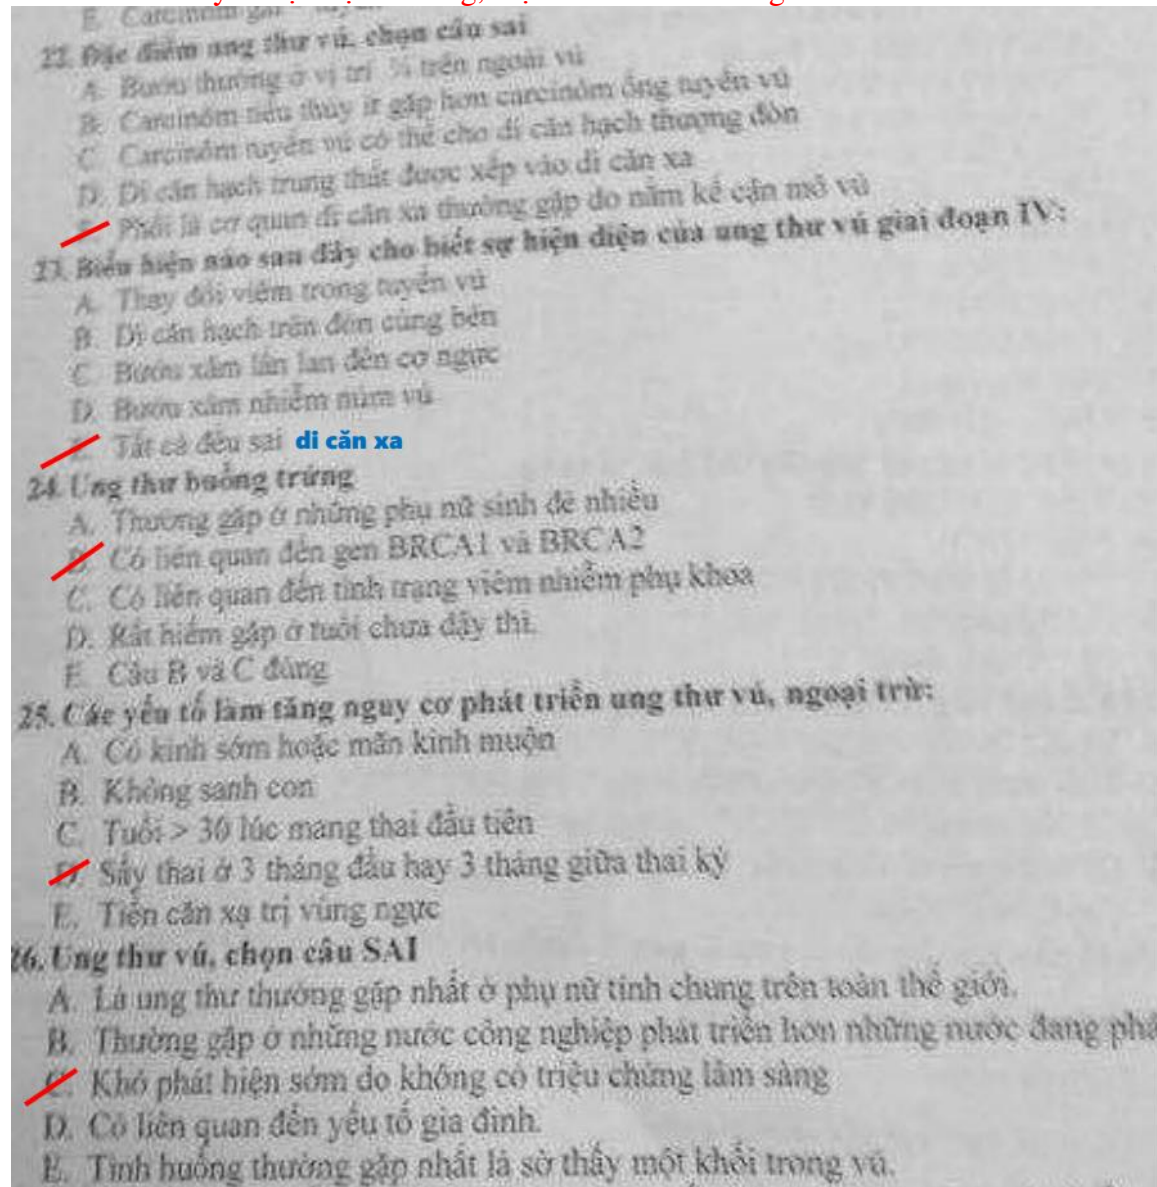 E. Carcinôm
22. Đặc điểm ung thư vú, chọn câu sai
A. Bướu thường ở vị trí ¼ trên ngoài vú
B. Carcinôm tiểu thùy ít gặp hơn carcinôm ống tuyến vú
C. Carcinôm tuyến vú có thể cho di căn hạch thượng đòn
D. Di căn hạch trung thất được xếp vào di căn xa
Phổi là cơ quan di căn xa thường gặp do nằm kế cận mô vú
23. Biểu hiện nào sau đây cho biết sự hiện diện của ung thư vú giai đoạn IV:
A. Thay đổi viêm trong tuyến vú
B. Di căn hạch trên đòn cùng bên
C. Bướu xâm lấn lan đến cơ ngực
D. Bướu xâm nhiễm núm vú
E. Tất cả đều sai di căn xa
24. Ung thư buồng trứng
A. Thường gặp ở những phụ nữ sinh đẻ nhiều
B. Có liên quan đến gen BRCA1 và BRCA2
C. Có liên quan đến tình trạng viêm nhiễm phụ khoa
D. Rất hiếm gặp ở tuổi chưa dậy thì.
E. Câu B và C đúng
25. Các yếu tố làm tăng nguy cơ phát triển ung thư vú, ngoại trừ:
A. Có kinh sớm hoặc mãn kinh muộn
B. Không sanh con
C. Tuổi > 30 lúc mang thai đầu tiên
D. Sẩy thai ở 3 tháng đầu hay 3 tháng giữa thai kỳ
E. Tiền căn xạ trị vùng ngực
26. Ung thư vú, chọn câu SAI
A. Là ung thư thường gặp nhất ở phụ nữ tính chung trên toàn thế giới.
B. Thường gặp ở những nước công nghiệp phát triển hơn những nước đang phá
C. Khó phát hiện sớm do không có triệu chứng lâm sàng
D. Có liên quan đến yếu tố gia đình.
E. Tình huống thường gặp nhất là sờ thấy một khối trong vú.